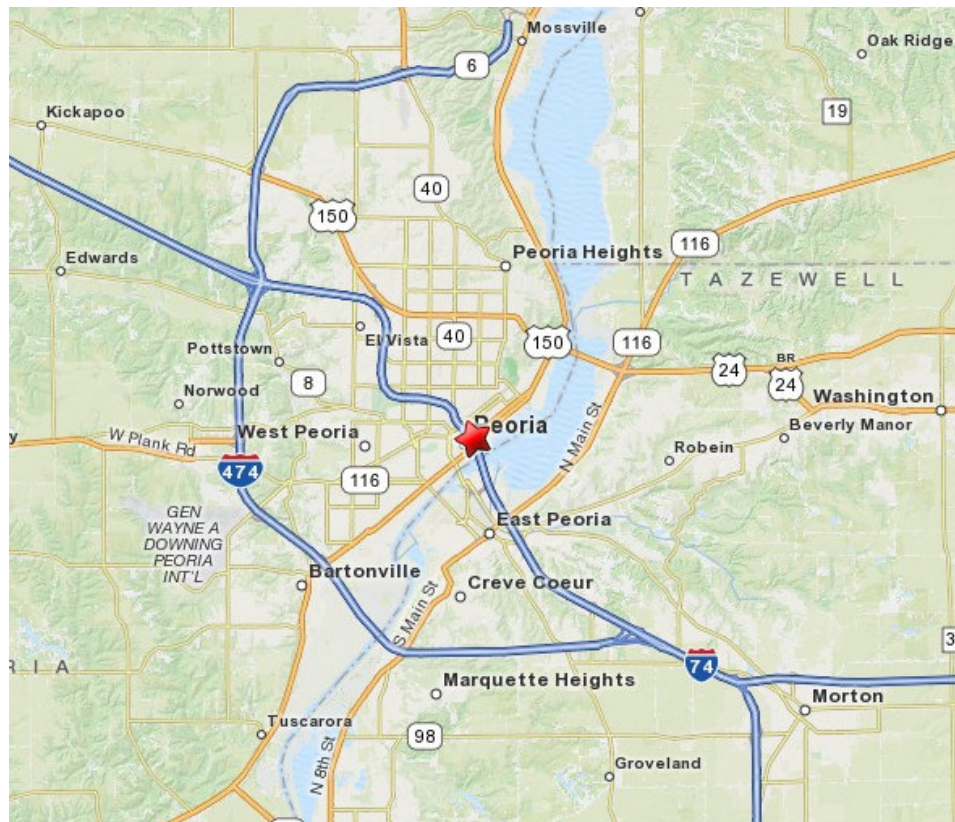 Mossville
Oak Ridge
6
Kickapoo
19
40
150
116
Peoria Heights
Edwards
TAZEWELL
El Vista
40
150
116
Pottstown
BR
24
24
8
Norwood
Washington
Peoria
Beverly Manor
W Plank Rd
West Peoria
N Main St
Robein
474
116
GEN
WAYNE A
DOWNING
PEORIA
INT'L
East Peoria
Bartonville
Creve Coeur
S Main St
RIA
74
3
Marquette Heights
Morton
Tuscarora
98
N 8th St
Groveland